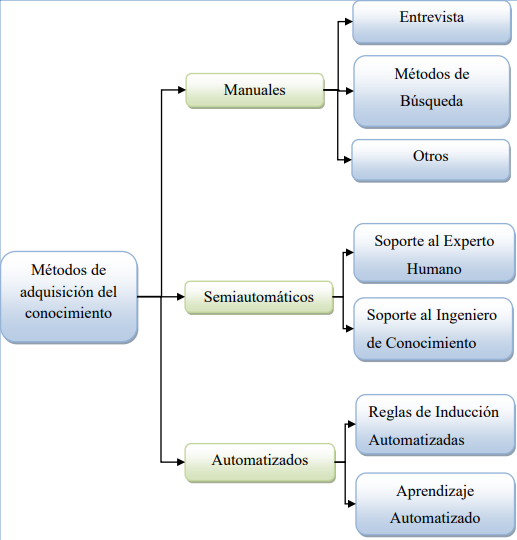 Métodos de
adquisición del
conocimiento
Manuales
Entrevista
Métodos de
Búsqueda
Otros
Semiautomáticos
Soporte al Experto
Humano
Soporte al Ingeniero
de Conocimiento
Automatizados
Reglas de Inducción
Automatizadas
Aprendizaje
Automatizado